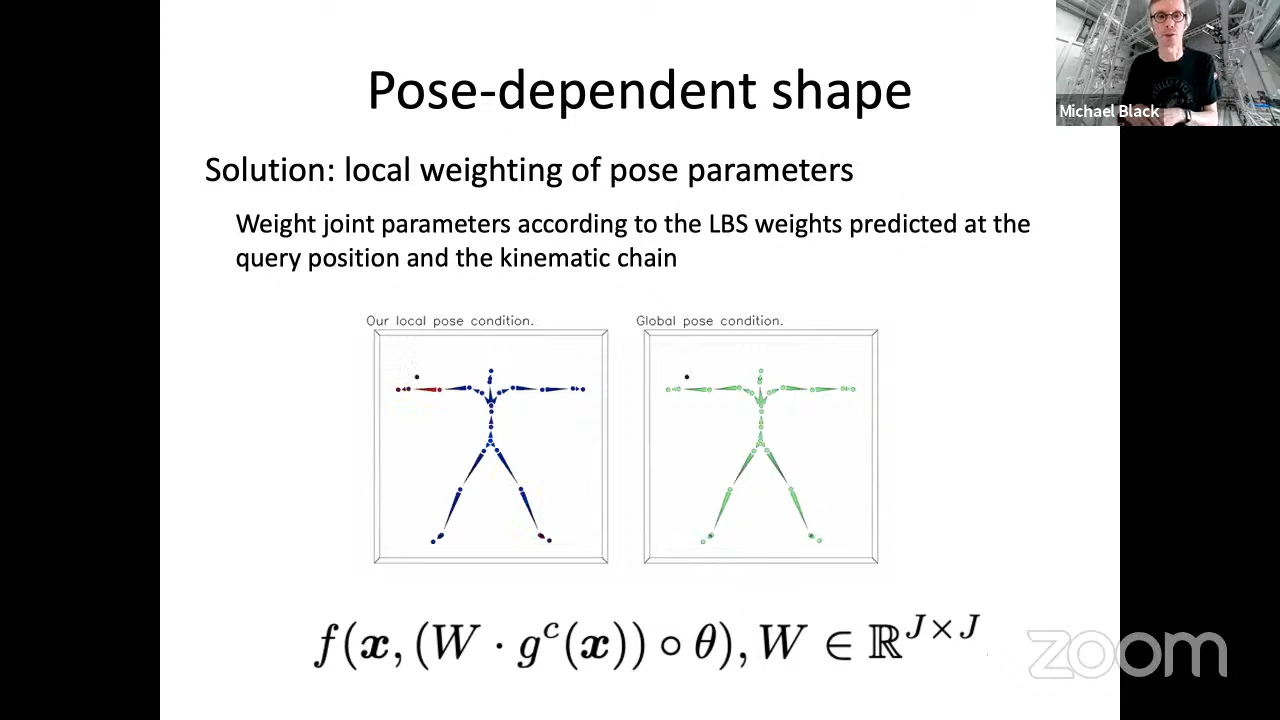 Pose-dependent shape
Michael Black
Solution: local weighting of pose parameters
Weight joint parameters according to the LBS weights predicted at the
query position and the kinematic chain
Our local pose condition.
Global pose condition.
f(x, (W · g^c(x)) ∘ θ), W ∈ ℝ^{J×J}
zoom